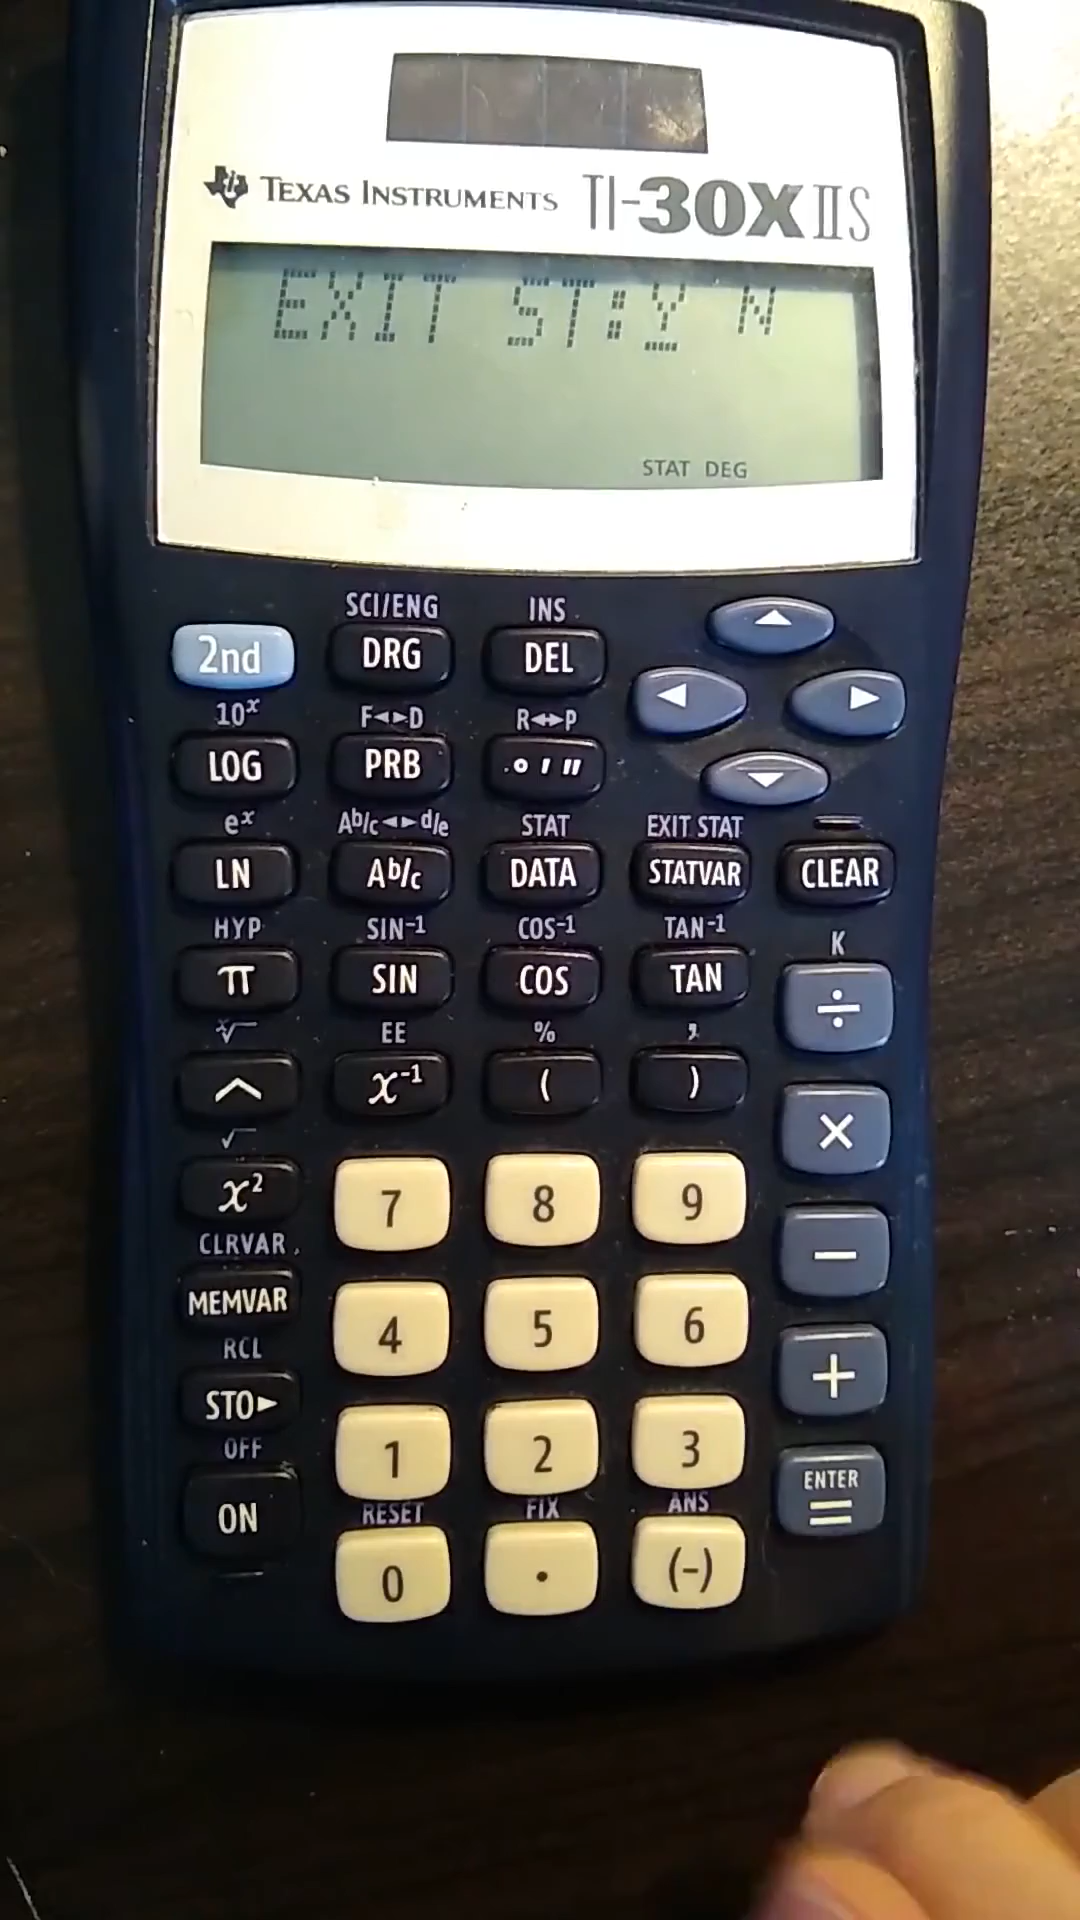 TEXAS INSTRUMENTS TI-30X IIS
EXIT ST:Y N
STAT DEG
SCI/ENG INS
2nd DRG DEL
10ˣ F◄►D R◄►P
LOG PRB ° ' "
eˣ Ab/c◄►d/e STAT EXIT STAT
LN Ab/c DATA STATVAR CLEAR
HYP SIN⁻¹ COS⁻¹ TAN⁻¹ K
π SIN COS TAN ÷
ˣ√ EE % ,
^ x⁻¹ ( ) ×
√
x² 7 8 9 −
CLRVAR
MEMVAR 4 5 6 +
RCL
STO► 1 2 3 ENTER =
OFF RESET FIX ANS
ON 0 . (-)